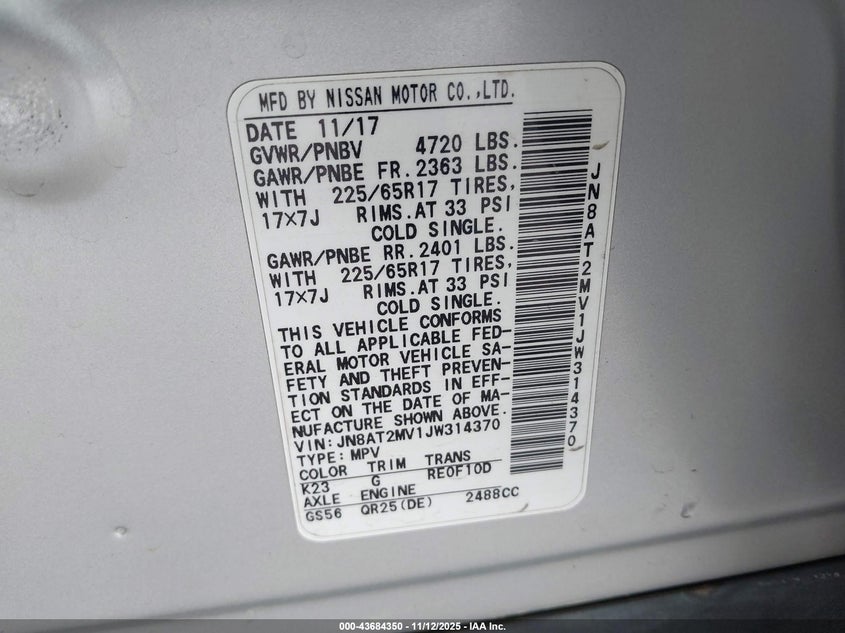 MFD BY NISSAN MOTOR CO.,LTD.
DATE 11/17
GVWR/PNBV 4720 LBS.
GAWR/PNBE FR. 2363 LBS.
WITH 225/65R17 TIRES,
17×7J RIMS. AT 33 PSI
COLD SINGLE.
GAWR/PNBE RR. 2401 LBS.
WITH 225/65R17 TIRES,
17×7J RIMS. AT 33 PSI
COLD SINGLE.
THIS VEHICLE CONFORMS
TO ALL APPLICABLE FED-
ERAL MOTOR VEHICLE SA-
FETY AND THEFT PREVEN-
TION STANDARDS IN EFF-
ECT ON THE DATE OF MA-
NUFACTURE SHOWN ABOVE.
VIN: JN8AT2MV1JW314370
TYPE: MPV
COLOR TRIM TRANS
K23 G RE0F10D
AXLE ENGINE
GS56 QR25(DE) 2488CC
JN8AT2MV1JW314370
000-43684350 | 11/12/2025 - IAA Inc.